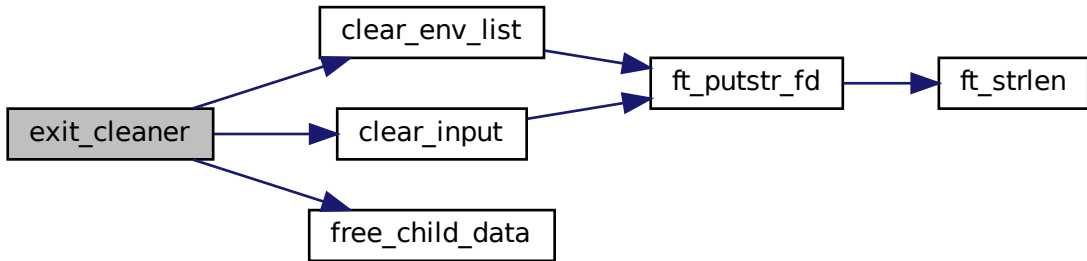 clear_env_list
ft_putstr_fd
ft_strlen
exit_cleaner
clear_input
free_child_data